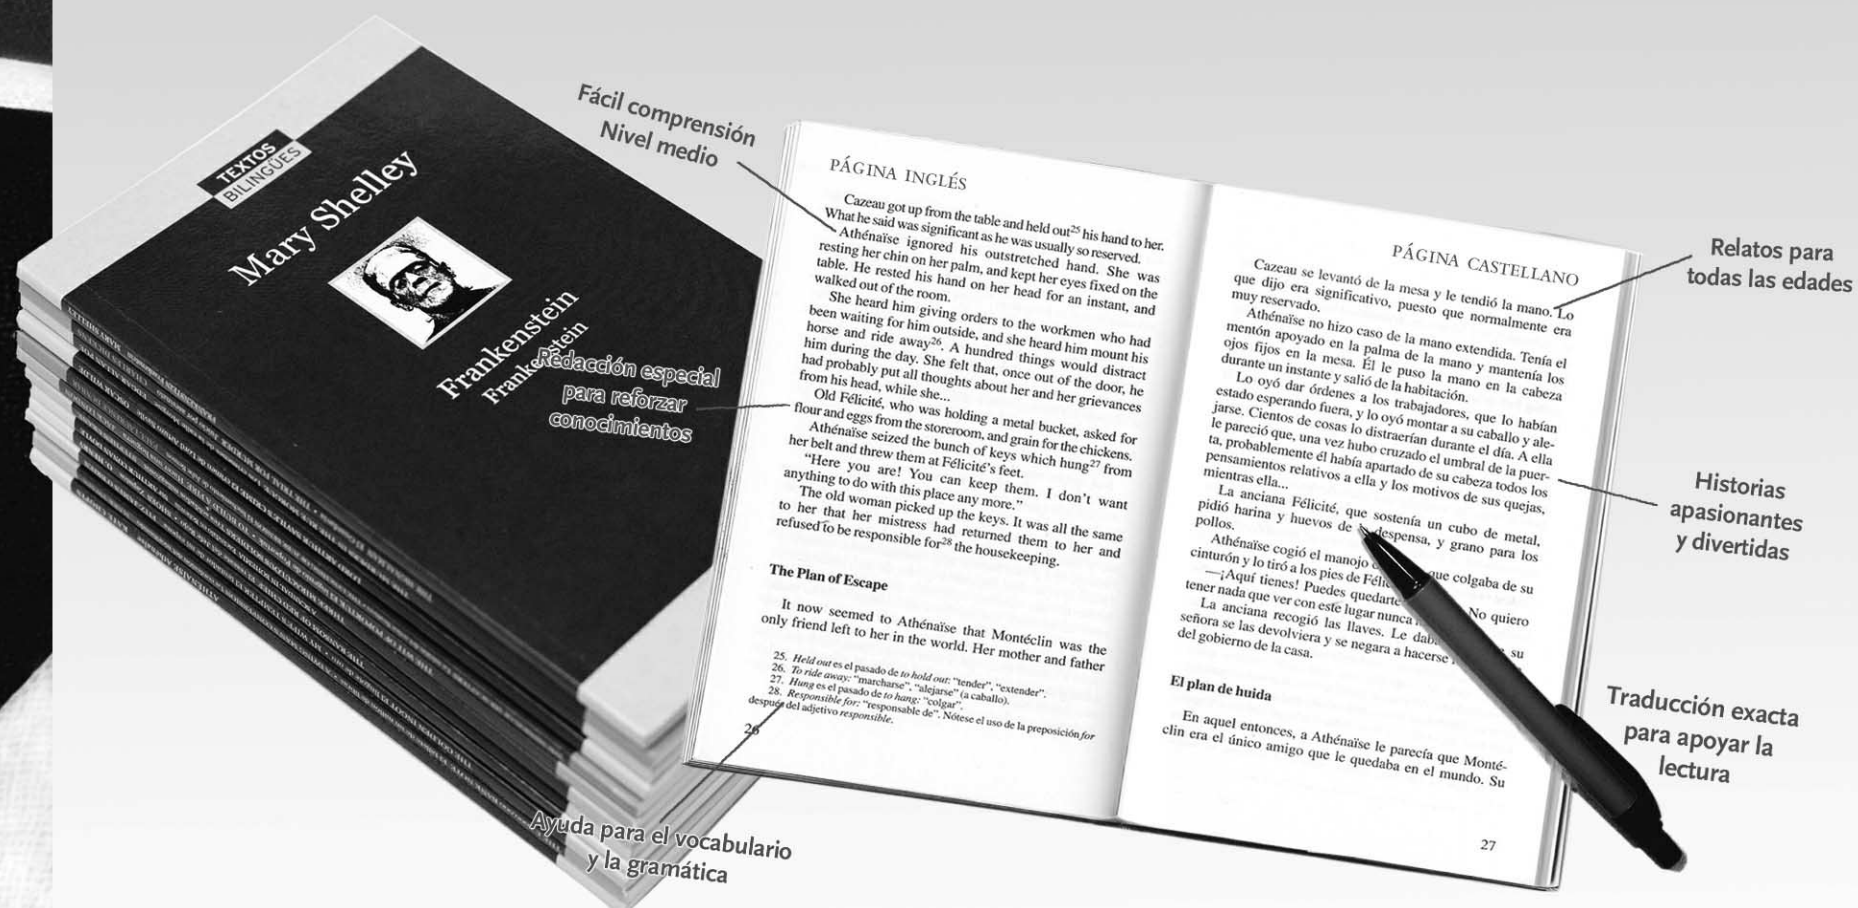 TEXTOS
BILINGÜES
Mary Shelley
Frankenstein
Frankenstein
Fácil comprensión
Nivel medio
Redacción especial
para reforzar
conocimientos
Ayuda para el vocabulario
y la gramática
PÁGINA INGLÉS
Cazeau got up from the table and held out²⁵ his hand to her.
What he said was significant as he was usually so reserved.
Athénaïse ignored his outstretched hand. She was
resting her chin on her palm, and kept her eyes fixed on the
table. He rested his hand on her head for an instant, and
walked out of the room.
She heard him giving orders to the workmen who had
been waiting for him outside, and she heard him mount his
horse and ride away²⁶. A hundred things would distract
him during the day. She felt that, once out of the door, he
had probably put all thoughts about her and her grievances
from his head, while she...
Old Félicité, who was holding a metal bucket, asked for
flour and eggs from the storeroom, and grain for the chickens.
Athénaïse seized the bunch of keys which hung²⁷ from
her belt and threw them at Félicité's feet.
"Here you are! You can keep them. I don't want
anything to do with this place any more."
The old woman picked up the keys. It was all the same
to her that her mistress had returned them to her and
refused to be responsible for²⁸ the housekeeping.
The Plan of Escape
It now seemed to Athénaïse that Montéclin was the
only friend left to her in the world. Her mother and father
25. Held out es el pasado de to hold out: "tender", "extender".
26. To ride away: "marcharse", "alejarse" (a caballo).
27. Hung es el pasado de to hang: "colgar".
28. Responsible for: "responsable de". Nótese el uso de la preposición for
después del adjetivo responsible.
26
PÁGINA CASTELLANO
Cazeau se levantó de la mesa y le tendió la mano. Lo
que dijo era significativo, puesto que normalmente era
muy reservado.
Athénaïse no hizo caso de la mano extendida. Tenía el
mentón apoyado en la palma de la mano y mantenía los
ojos fijos en la mesa. Él le puso la mano en la cabeza
durante un instante y salió de la habitación.
Lo oyó dar órdenes a los trabajadores, que lo habían
estado esperando fuera, y lo oyó montar a su caballo y ale-
jarse. Cientos de cosas lo distraerían durante el día. A ella
le pareció que, una vez hubo cruzado el umbral de la puer-
ta, probablemente él había apartado de su cabeza todos los
pensamientos relativos a ella y los motivos de sus quejas,
mientras ella...
La anciana Félicité, que sostenía un cubo de metal,
pidió harina y huevos de despensa, y grano para los
pollos.
Athénaïse cogió el manojo que colgaba de su
cinturón y lo tiró a los pies de
—¡Aquí tienes! Puedes quedarte No quiero
tener nada que ver con este lugar nunca
La anciana recogió las llaves. Le su
señora se las devolviera y se negara a hacerse
del gobierno de la casa.
El plan de huida
En aquel entonces, a Athénaïse le parecía que Monté-
clin era el único amigo que le quedaba en el mundo. Su
27
Relatos para
todas las edades
Historias
apasionantes
y divertidas
Traducción exacta
para apoyar la
lectura